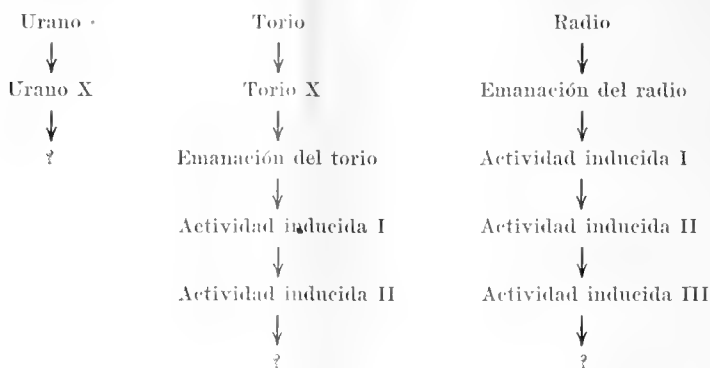 Urano Torio Radio
Urano X Torio X Emanación del radio
? Emanación del torio Actividad inducida I
Actividad inducida I Actividad inducida II
Actividad inducida II Actividad inducida III
? ?